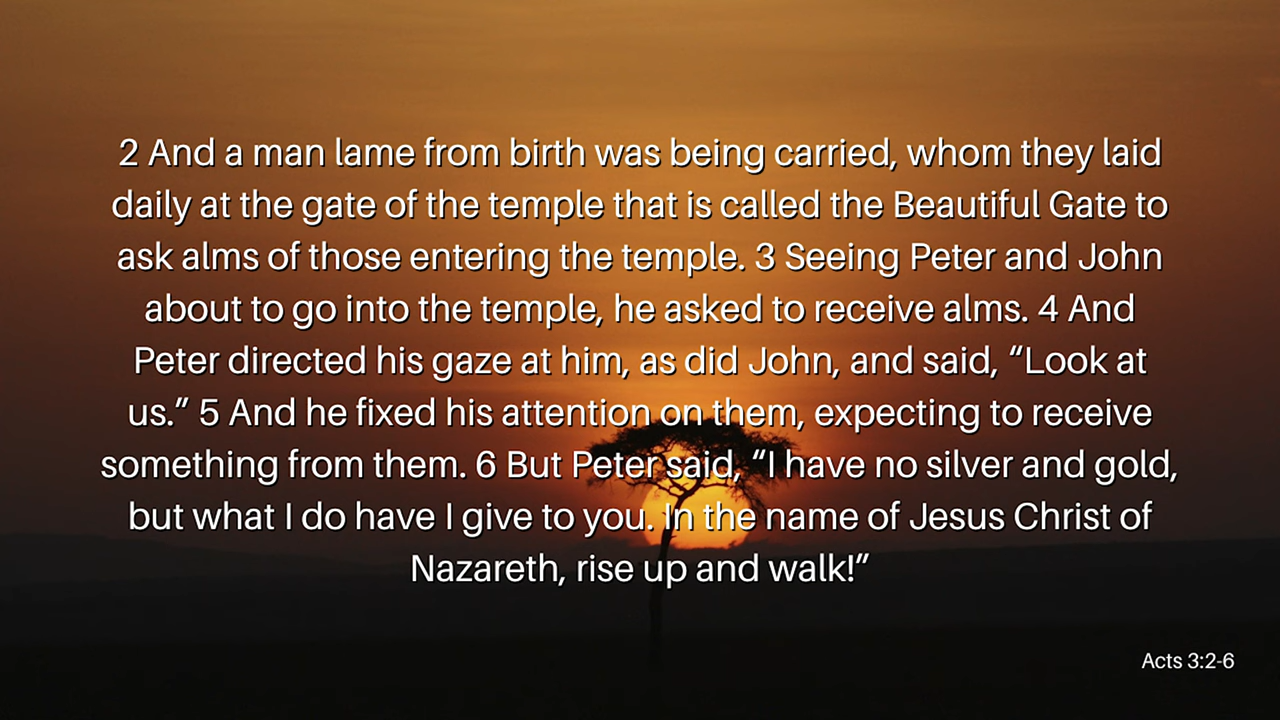 2 And a man lame from birth was being carried, whom they laid
daily at the gate of the temple that is called the Beautiful Gate to
ask alms of those entering the temple. 3 Seeing Peter and John
about to go into the temple, he asked to receive alms. 4 And
Peter directed his gaze at him, as did John, and said, “Look at
us.” 5 And he fixed his attention on them, expecting to receive
something from them. 6 But Peter said, “I have no silver and gold,
but what I do have I give to you. In the name of Jesus Christ of
Nazareth, rise up and walk!”
Acts 3:2-6